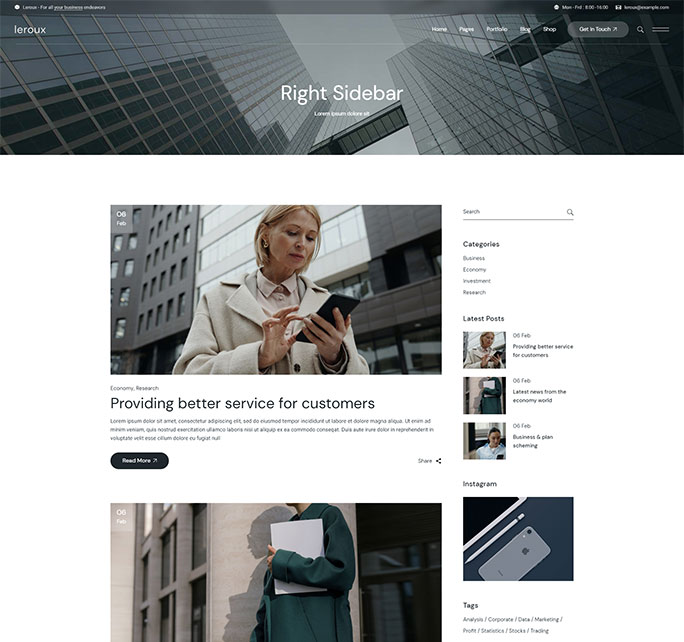 Leroux - For all your business endeavors
Mon - Frd : 8:00 -16:00
leroux@example.com
leroux
Home
Pages
Portfolio
Blog
Shop
Get in Touch
Right Sidebar
Lorem ipsum dolore sit
06
Feb
Economy, Research
Providing better service for customers
Lorem ipsum dolor sit amet, consectetur adipiscing elit, sed do eiusmod tempor incididunt ut labore et dolore magna aliqua. Ut enim ad
minim veniam, quis nostrud exercitation ullamco laboris nisi ut aliquip ex ea commodo consequat. Duis aute irure dolor in reprehenderit in
voluptate velit esse cillum dolore eu fugiat null
Read More
Share
06
Feb
Search
Categories
Business
Economy
Investment
Research
Latest Posts
06 Feb
Providing better service
for customers
06 Feb
Latest news from the
economy world
06 Feb
Business & plan
scheming
Instagram
Tags
Analysis / Corporate / Data / Marketing /
Profit / Statistics / Stocks / Trading